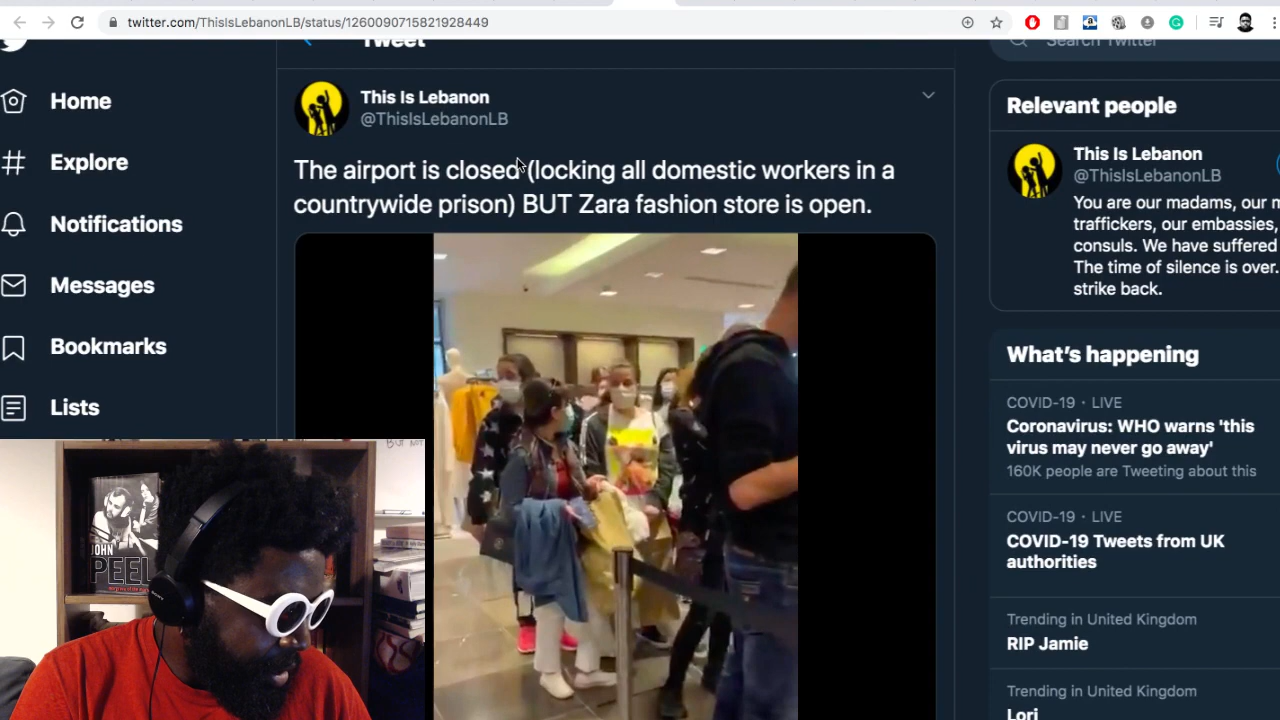 twitter.com/ThisIsLebanonLB/status/1260090715821928449
Tweet
Search Twitter
Home
Explore
Notifications
Messages
Bookmarks
Lists
This Is Lebanon
@ThisIsLebanonLB
The airport is closed (locking all domestic workers in a
countrywide prison) BUT Zara fashion store is open.
Relevant people
This Is Lebanon
@ThisIsLebanonLB
You are our madams, our
traffickers, our embassies,
consuls. We have suffered
The time of silence is over.
strike back.
What's happening
COVID-19 · LIVE
Coronavirus: WHO warns 'this
virus may never go away'
160K people are Tweeting about this
COVID-19 · LIVE
COVID-19 Tweets from UK
authorities
Trending in United Kingdom
RIP Jamie
Trending in United Kingdom
Lori
JOHN
PEEL
SONY
BUT NOT